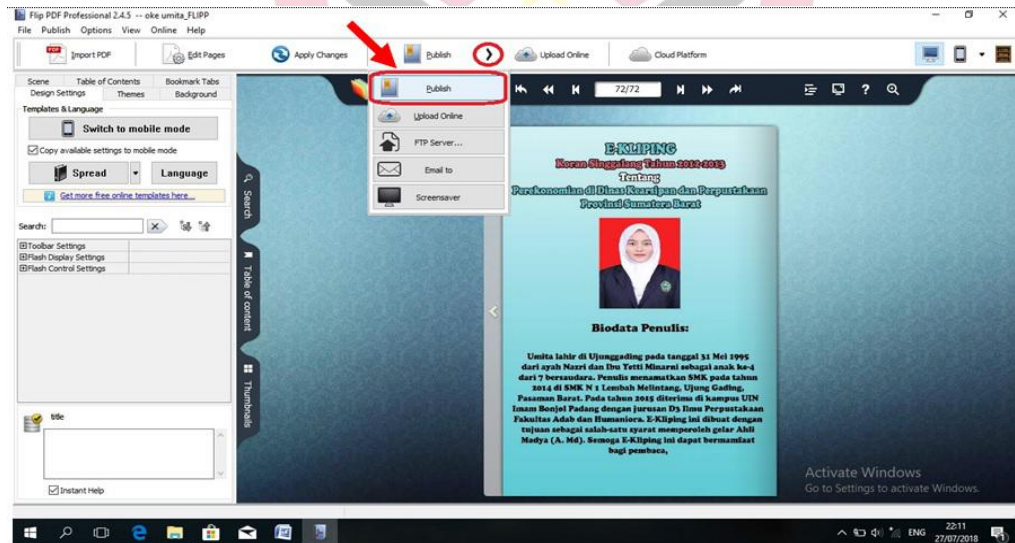 Flip PDF Professional 2.4.5 -- oke umita_FLIPP
File Publish Options View Online Help
Import PDF Edit Pages Apply Changes Publish Upload Online Cloud Platform
Scene Table of Contents Bookmark Tabs
Design Settings Themes Background
Templates & Language
Switch to mobile mode
Copy available settings to mobile mode
Spread Language
Get more free online templates here...
Search:
Toolbar Settings
Flash Display Settings
Flash Control Settings
title
Instant Help
Publish
Upload Online
FTP Server...
Email to
Screensaver
72/72
Search
Table of content
Thumbnails
E-KLIPING
Koran Singgalang Tahun 2012-2013
Tentang
Perekonomian di Dinas Kearsipan dan Perpustakaan
Provinsi Sumatera Barat
Biodata Penulis:
Umita lahir di Ujunggading pada tanggal 31 Mei 1995
dari ayah Nazri dan Ibu Yetti Minarni sebagai anak ke-4
dari 7 bersaudara. Penulis menamatkan SMK pada tahun
2014 di SMK N 1 Lembah Melintang, Ujung Gading,
Pasaman Barat. Pada tahun 2015 diterima di kampus UIN
Imam Bonjol Padang dengan jurusan D3 Ilmu Perpustakaan
Fakultas Adab dan Humaniora. E-Kliping ini dibuat dengan
tujuan sebagai salah-satu syarat memperoleh gelar Ahli
Madya (A. Md). Semoga E-Kliping ini dapat bermamfaat
bagi pembaca,
Activate Windows
Go to Settings to activate Windows.
ENG 22:11
27/07/2018